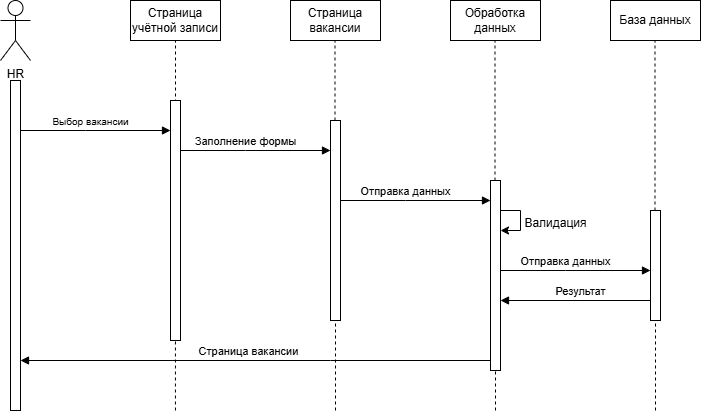 Страница
учётной записи
Страница
вакансии
Обработка
данных
База данных
HR
Выбор вакансии
Заполнение формы
Отправка данных
Валидация
Отправка данных
Результат
Страница вакансии